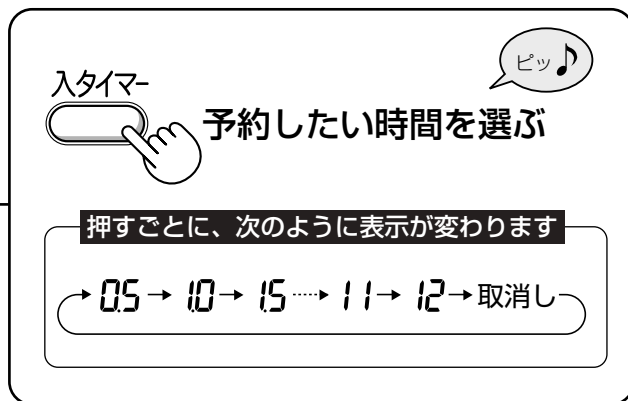 ピッ♪
入タイマー
予約したい時間を選ぶ
押すごとに、次のように表示が変わります
0.5 → 1.0 → 1.5 ┈→ 11 → 12 → 取消し